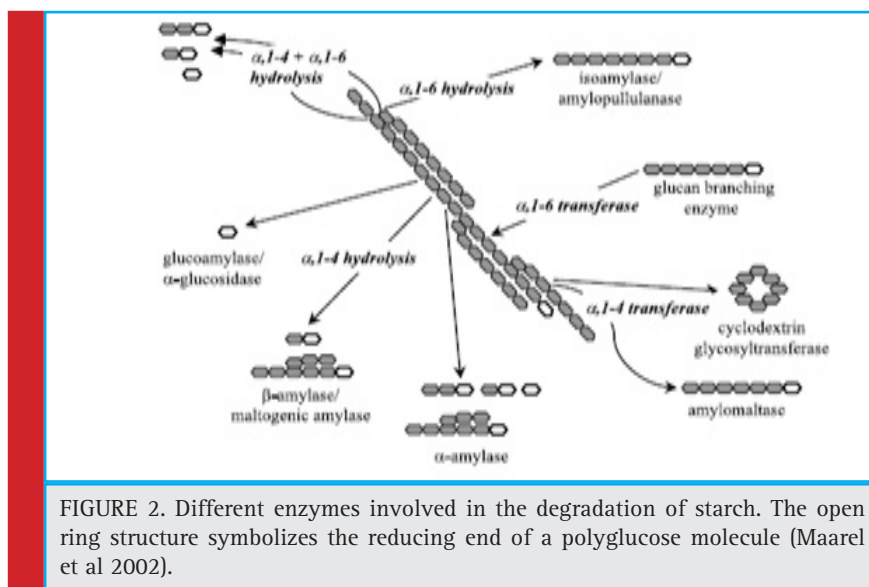 α,1-4 + α,1-6
hydrolysis
α,1-6 hydrolysis
isoamylase/
amylopullulanase
glucan branching
enzyme
α,1-6 transferase
glucoamylase/
α-glucosidase
α,1-4 hydrolysis
α,1-4 transferase
cyclodextrin
glycosyltransferase
β-amylase/
maltogenic amylase
amylomaltase
α-amylase
FIGURE 2. Different enzymes involved in the degradation of starch. The open
ring structure symbolizes the reducing end of a polyglucose molecule (Maarel
et al 2002).